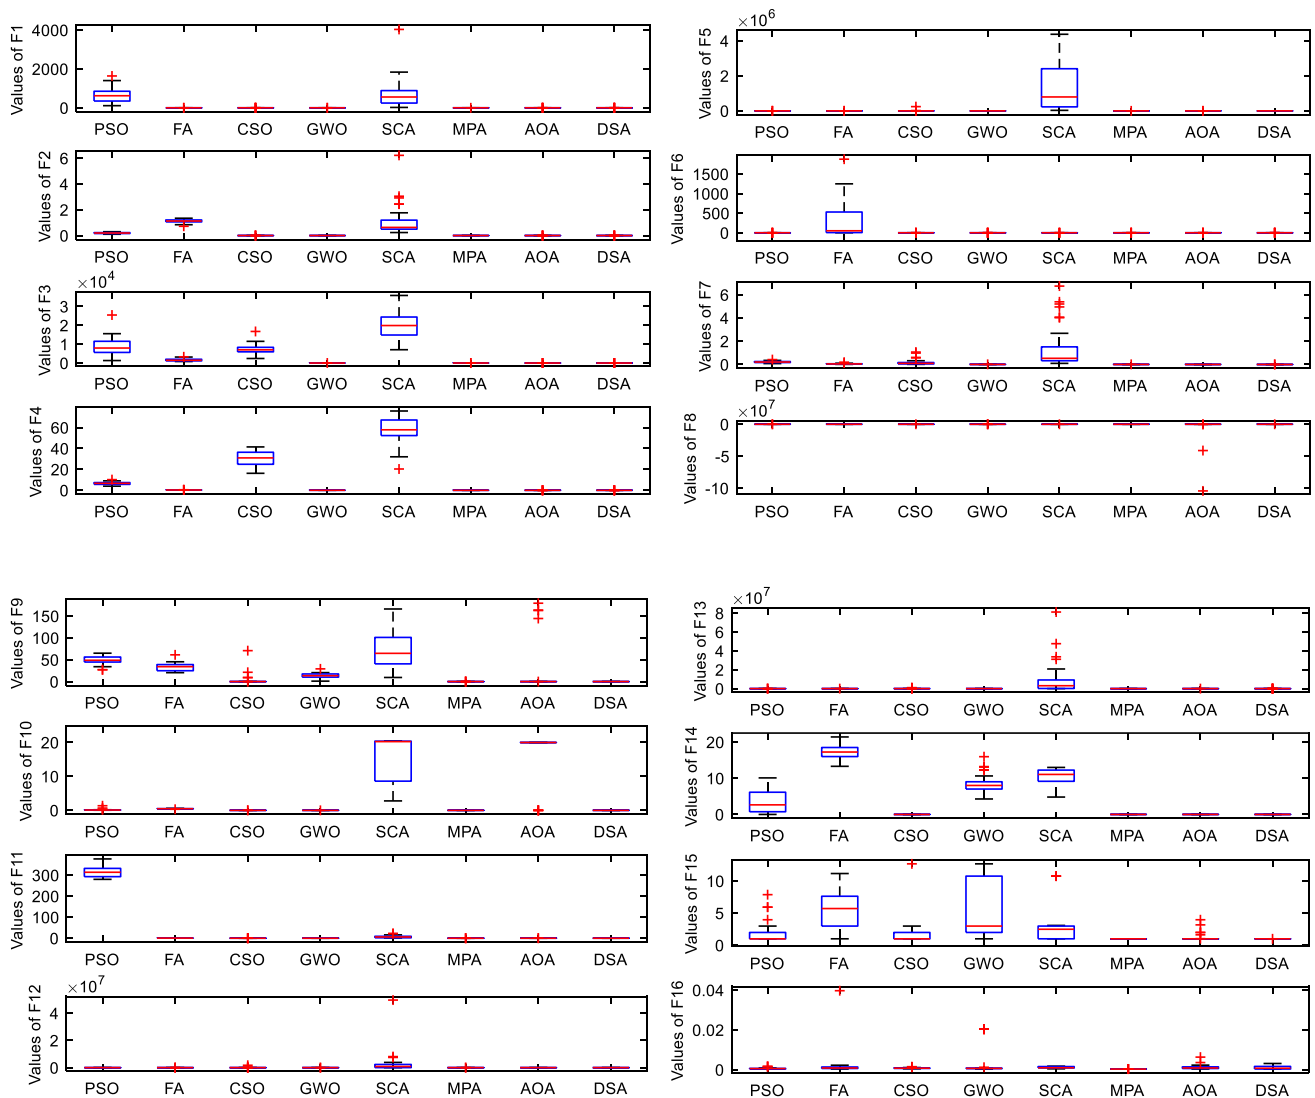 Values of F1
4000
2000
0
PSO FA CSO GWO SCA MPA AOA DSA
Values of F2
6
4
2
0
PSO FA CSO GWO SCA MPA AOA DSA
×10^4
Values of F3
3
2
1
0
PSO FA CSO GWO SCA MPA AOA DSA
Values of F4
60
40
20
0
PSO FA CSO GWO SCA MPA AOA DSA
×10^6
Values of F5
4
2
0
PSO FA CSO GWO SCA MPA AOA DSA
Values of F6
1500
1000
500
0
PSO FA CSO GWO SCA MPA AOA DSA
Values of F7
6
4
2
0
PSO FA CSO GWO SCA MPA AOA DSA
×10^7
Values of F8
0
-5
-10
PSO FA CSO GWO SCA MPA AOA DSA
Values of F9
150
100
50
0
PSO FA CSO GWO SCA MPA AOA DSA
Values of F10
20
10
0
PSO FA CSO GWO SCA MPA AOA DSA
Values of F11
300
200
100
0
PSO FA CSO GWO SCA MPA AOA DSA
×10^7
Values of F12
4
2
0
PSO FA CSO GWO SCA MPA AOA DSA
×10^7
Values of F13
8
6
4
2
0
PSO FA CSO GWO SCA MPA AOA DSA
Values of F14
20
10
0
PSO FA CSO GWO SCA MPA AOA DSA
Values of F15
10
5
0
PSO FA CSO GWO SCA MPA AOA DSA
Values of F16
0.04
0.02
0
PSO FA CSO GWO SCA MPA AOA DSA